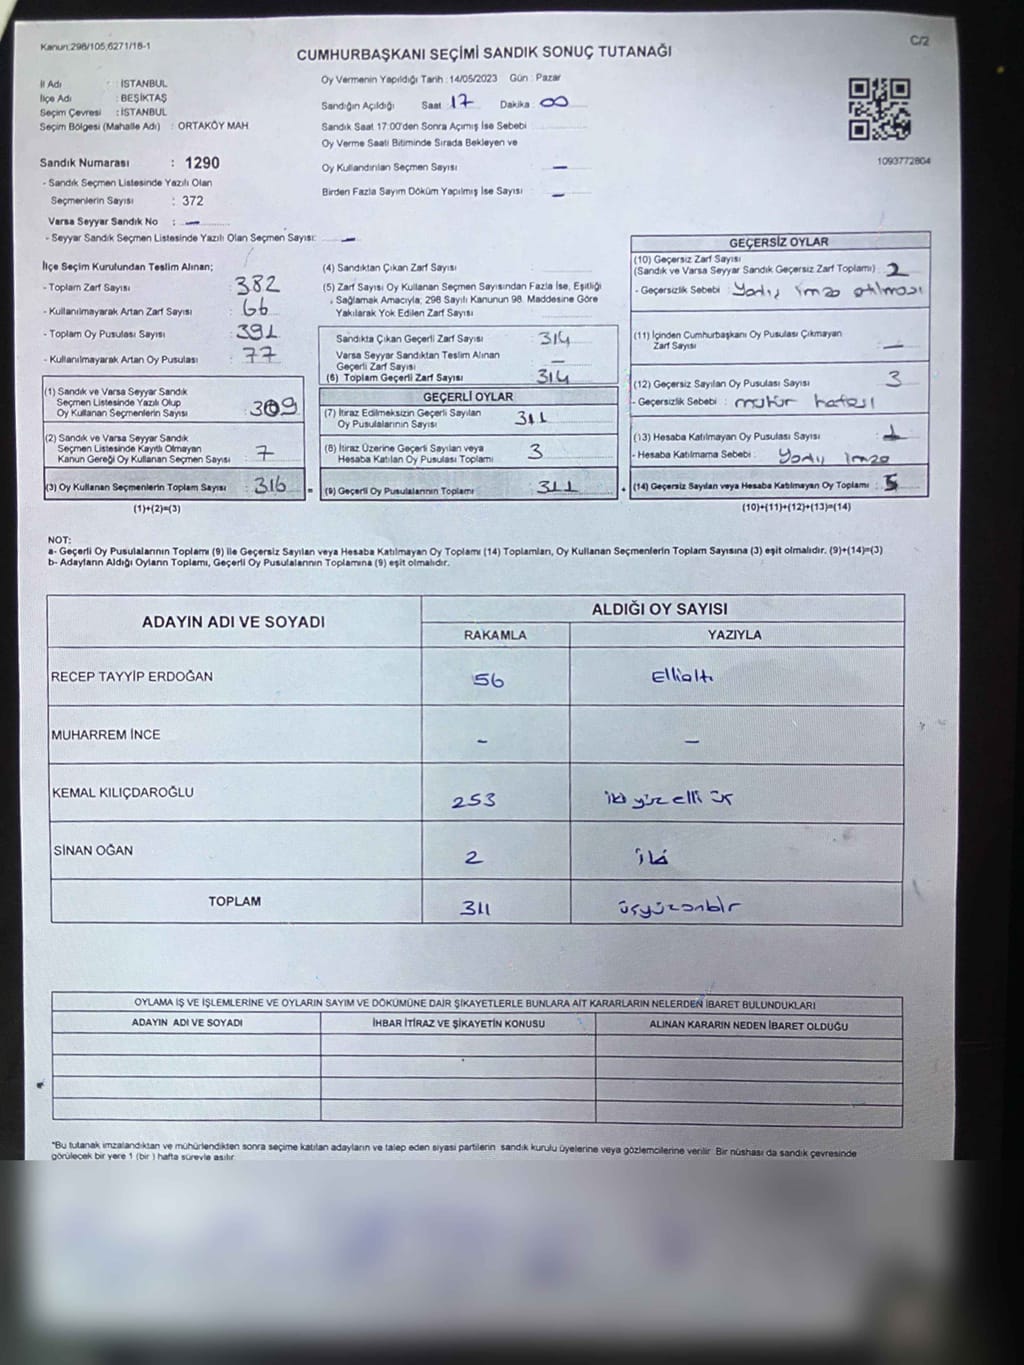 Kanun:298/105,6271/18-1
C/2
CUMHURBAŞKANI SEÇİMİ SANDIK SONUÇ TUTANAĞI
İl Adı : İSTANBUL
İlçe Adı : BEŞİKTAŞ
Seçim Çevresi : İSTANBUL
Seçim Bölgesi (Mahalle Adı) : ORTAKÖY MAH
Sandık Numarası : 1290
- Sandık Seçmen Listesinde Yazılı Olan
Seçmenlerin Sayısı : 372
Varsa Seyyar Sandık No : —
- Seyyar Sandık Seçmen Listesinde Yazılı Olan Seçmen Sayısı: —
Oy Vermenin Yapıldığı Tarih :14/05/2023 Gün : Pazar
Sandığın Açıldığı Saat 17 Dakika 00
Sandık Saat 17:00'den Sonra Açımış İse Sebebi
Oy Verme Saati Bitiminde Sırada Bekleyen ve
Oy Kullandırılan Seçmen Sayısı —
Birden Fazla Sayım Döküm Yapılmış İse Sayısı —
1093772804
İlçe Seçim Kurulundan Teslim Alınan;
- Toplam Zarf Sayısı : 382
- Kullanılmayarak Artan Zarf Sayısı : 66
- Toplam Oy Pusulası Sayısı : 391
- Kullanılmayarak Artan Oy Pusulası : 77
(1) Sandık ve Varsa Seyyar Sandık
Seçmen Listesinde Yazılı Olup
Oy Kullanan Seçmenlerin Sayısı : 309
(2) Sandık ve Varsa Seyyar Sandık
Seçmen Listesinde Kayıtlı Olmayan
Kanun Gereği Oy Kullanan Seçmen Sayısı : 7
(3) Oy Kullanan Seçmenlerin Toplam Sayısı : 316
(1)+(2)=(3)
(4) Sandıktan Çıkan Zarf Sayısı
(5) Zarf Sayısı Oy Kullanan Seçmen Sayısından Fazla İse, Eşitliği
Sağlamak Amacıyla; 298 Sayılı Kanunun 98. Maddesine Göre
Yakılarak Yok Edilen Zarf Sayısı
Sandıkta Çıkan Geçerli Zarf Sayısı 314
Varsa Seyyar Sandıktan Teslim Alınan
Geçerli Zarf Sayısı —
(6) Toplam Geçerli Zarf Sayısı 314
GEÇERLİ OYLAR
(7) İtiraz Edilmeksizin Geçerli Sayılan
Oy Pusulalarının Sayısı 311
(8) İtiraz Üzerine Geçerli Sayılan veya
Hesaba Katılan Oy Pusulası Toplamı 3
= (9) Geçerli Oy Pusulalarının Toplamı 311
GEÇERSİZ OYLAR
(10) Geçersiz Zarf Sayısı
(Sandık ve Varsa Seyyar Sandık Geçersiz Zarf Toplamı) 2
- Geçersizlik Sebebi : Yanlış imza atılması
(11) İçinden Cumhurbaşkanı Oy Pusulası Çıkmayan
Zarf Sayısı —
(12) Geçersiz Sayılan Oy Pusulası Sayısı 3
- Geçersizlik Sebebi : mühür hatası
(13) Hesaba Katılmayan Oy Pusulası Sayısı
- Hesaba Katılmama Sebebi : Yanlış imza
+ (14) Geçersiz Sayılan veya Hesaba Katılmayan Oy Toplamı : 5
(10)+(11)+(12)+(13)=(14)
NOT:
a- Geçerli Oy Pusulalarının Toplamı (9) ile Geçersiz Sayılan veya Hesaba Katılmayan Oy Toplamı (14) Toplamları, Oy Kullanan Seçmenlerin Toplam Sayısına (3) eşit olmalıdır. (9)+(14)=(3)
b- Adayların Aldığı Oyların Toplamı, Geçerli Oy Pusulalarının Toplamına (9) eşit olmalıdır.
ADAYIN ADI VE SOYADI ALDIĞI OY SAYISI
RAKAMLA YAZIYLA
RECEP TAYYİP ERDOĞAN 56 Ellialtı
MUHARREM İNCE - —
KEMAL KILIÇDAROĞLU 253 iki yüz elli üç
SİNAN OĞAN 2 iki
TOPLAM 311 üçyüzonbir
OYLAMA İŞ VE İŞLEMLERİNE VE OYLARIN SAYIM VE DÖKÜMÜNE DAİR ŞİKAYETLERLE BUNLARA AİT KARARLARIN NELERDEN İBARET BULUNDUKLARI
ADAYIN ADI VE SOYADI İHBAR İTİRAZ VE ŞİKAYETİN KONUSU ALINAN KARARIN NEDEN İBARET OLDUĞU
*Bu tutanak imzalandıktan ve mühürlendikten sonra seçime katılan adayların ve talep eden siyasi partilerin sandık kurulu üyelerine veya gözlemcilerine verilir. Bir nüshası da sandık çevresinde
görülecek bir yere 1 (bir) hafta süreyle asılır.